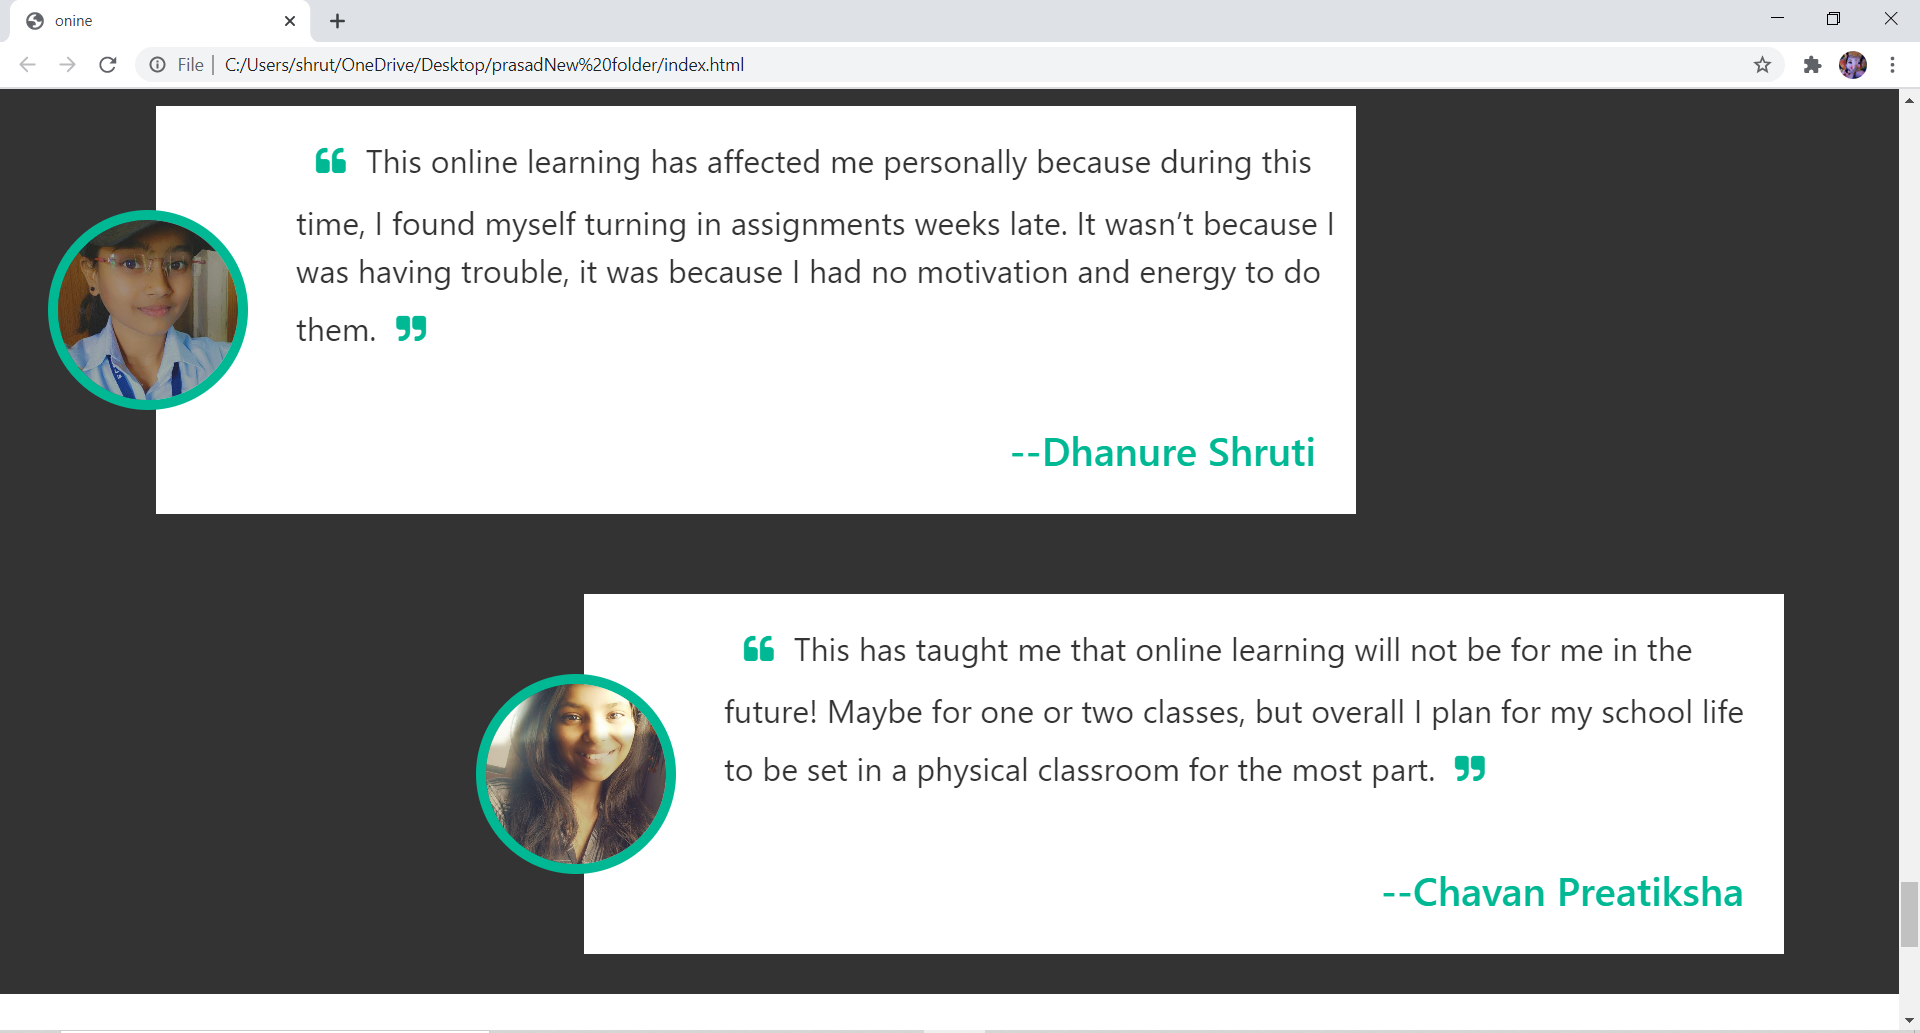 onine
File
C:/Users/shrut/OneDrive/Desktop/prasadNew%20folder/index.html
❝ This online learning has affected me personally because during this
time, I found myself turning in assignments weeks late. It wasn’t because I
was having trouble, it was because I had no motivation and energy to do
them. ❞
--Dhanure Shruti
❝ This has taught me that online learning will not be for me in the
future! Maybe for one or two classes, but overall I plan for my school life
to be set in a physical classroom for the most part. ❞
--Chavan Preatiksha